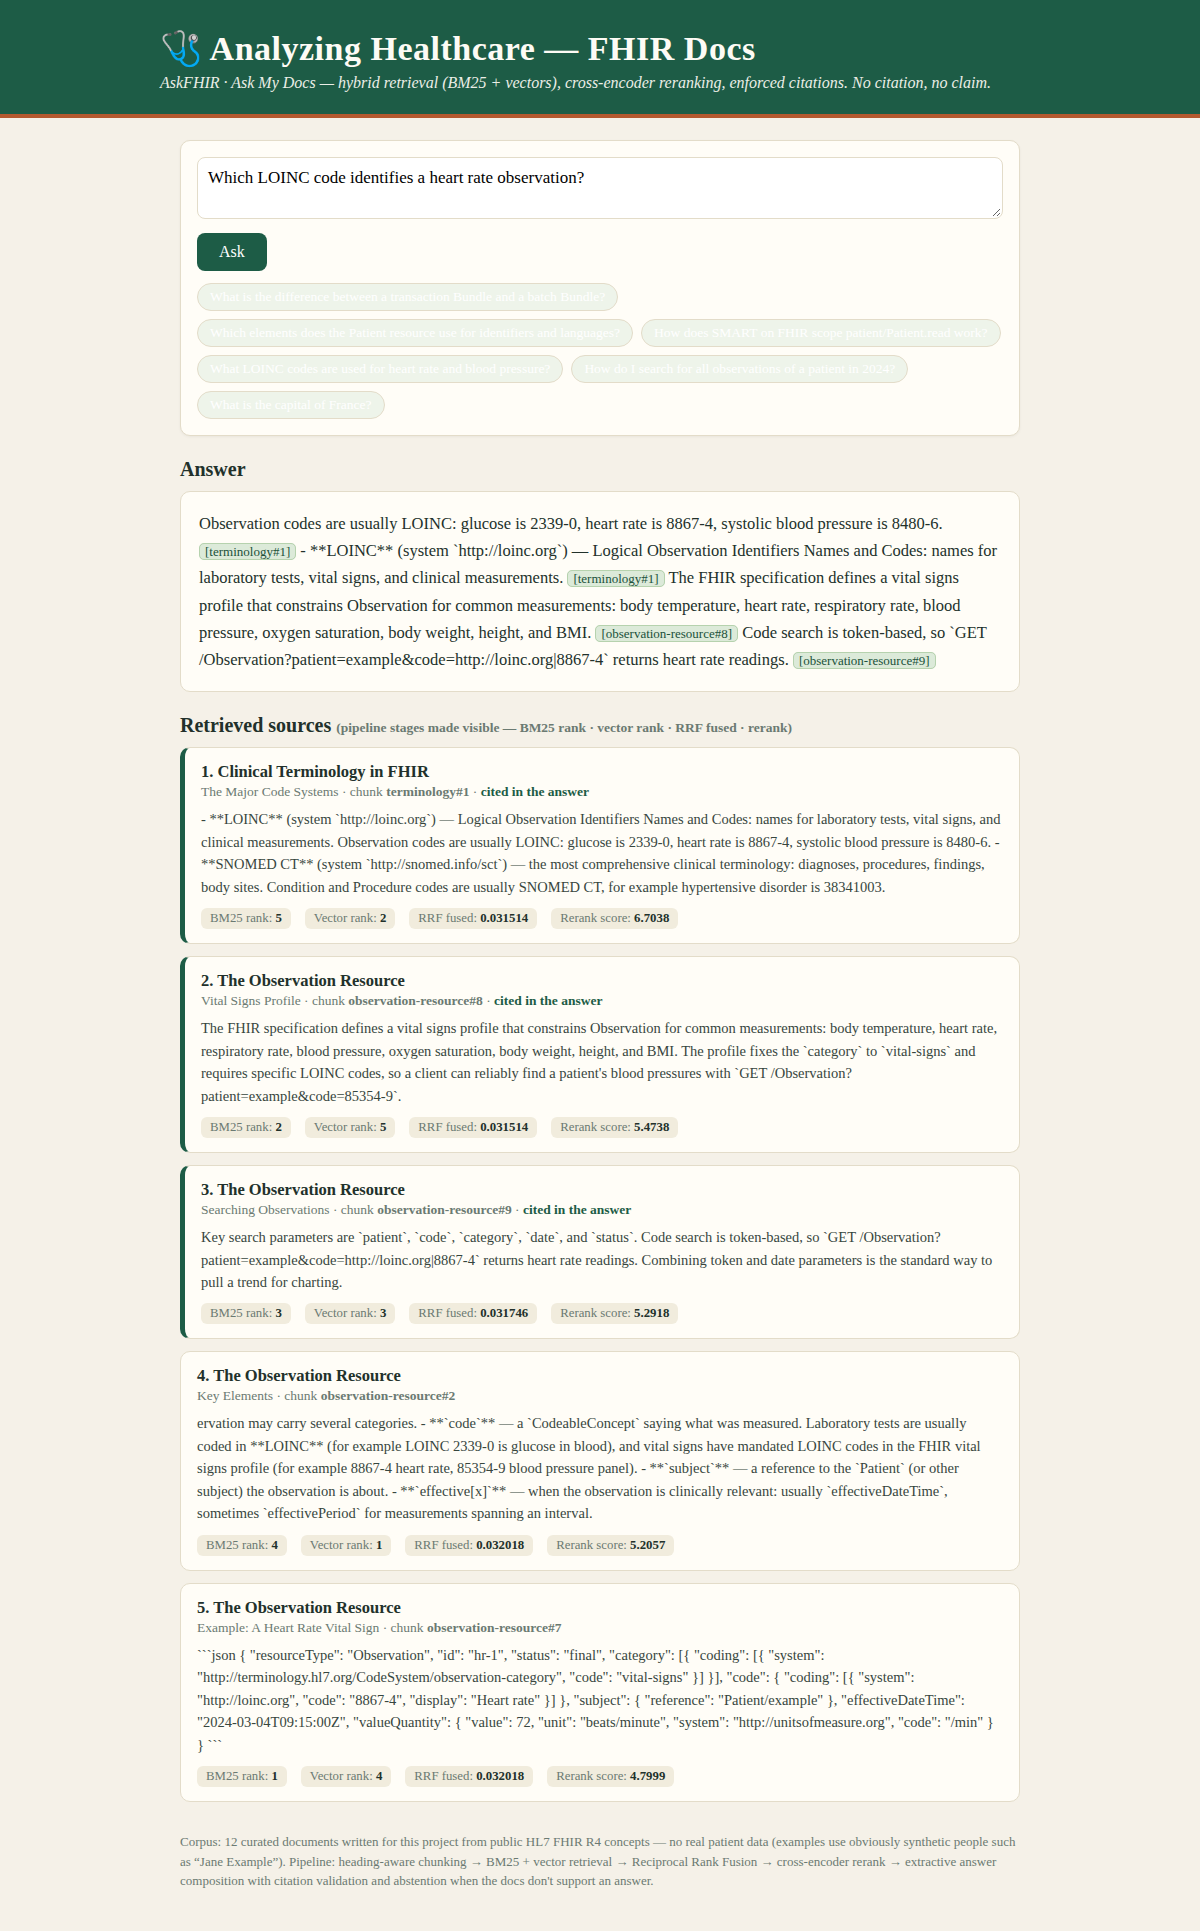 🩺 Analyzing Healthcare — FHIR Docs
AskFHIR · Ask My Docs — hybrid retrieval (BM25 + vectors), cross-encoder reranking, enforced citations. No citation, no claim.
Which LOINC code identifies a heart rate observation?
Ask
What is the difference between a transaction Bundle and a batch Bundle?
Which elements does the Patient resource use for identifiers and languages?
How does SMART on FHIR scope patient/Patient.read work?
What LOINC codes are used for heart rate and blood pressure?
How do I search for all observations of a patient in 2024?
What is the capital of France?
Answer
Observation codes are usually LOINC: glucose is 2339-0, heart rate is 8867-4, systolic blood pressure is 8480-6.
[terminology#1] - **LOINC** (system `http://loinc.org`) — Logical Observation Identifiers Names and Codes: names for
laboratory tests, vital signs, and clinical measurements. [terminology#1] The FHIR specification defines a vital signs
profile that constrains Observation for common measurements: body temperature, heart rate, respiratory rate, blood
pressure, oxygen saturation, body weight, height, and BMI. [observation-resource#8] Code search is token-based, so `GET
/Observation?patient=example&code=http://loinc.org|8867-4` returns heart rate readings. [observation-resource#9]
Retrieved sources (pipeline stages made visible — BM25 rank · vector rank · RRF fused · rerank)
1. Clinical Terminology in FHIR
The Major Code Systems · chunk terminology#1 · cited in the answer
- **LOINC** (system `http://loinc.org`) — Logical Observation Identifiers Names and Codes: names for laboratory tests, vital signs, and
clinical measurements. Observation codes are usually LOINC: glucose is 2339-0, heart rate is 8867-4, systolic blood pressure is 8480-6. -
**SNOMED CT** (system `http://snomed.info/sct`) — the most comprehensive clinical terminology: diagnoses, procedures, findings,
body sites. Condition and Procedure codes are usually SNOMED CT, for example hypertensive disorder is 38341003.
BM25 rank: 5 Vector rank: 2 RRF fused: 0.031514 Rerank score: 6.7038
2. The Observation Resource
Vital Signs Profile · chunk observation-resource#8 · cited in the answer
The FHIR specification defines a vital signs profile that constrains Observation for common measurements: body temperature, heart rate,
respiratory rate, blood pressure, oxygen saturation, body weight, height, and BMI. The profile fixes the `category` to `vital-signs` and
requires specific LOINC codes, so a client can reliably find a patient's blood pressures with `GET /Observation?
patient=example&code=85354-9`.
BM25 rank: 2 Vector rank: 5 RRF fused: 0.031514 Rerank score: 5.4738
3. The Observation Resource
Searching Observations · chunk observation-resource#9 · cited in the answer
Key search parameters are `patient`, `code`, `category`, `date`, and `status`. Code search is token-based, so `GET /Observation?
patient=example&code=http://loinc.org|8867-4` returns heart rate readings. Combining token and date parameters is the standard way to
pull a trend for charting.
BM25 rank: 3 Vector rank: 3 RRF fused: 0.031746 Rerank score: 5.2918
4. The Observation Resource
Key Elements · chunk observation-resource#2
ervation may carry several categories. - **`code`** — a `CodeableConcept` saying what was measured. Laboratory tests are usually
coded in **LOINC** (for example LOINC 2339-0 is glucose in blood), and vital signs have mandated LOINC codes in the FHIR vital
signs profile (for example 8867-4 heart rate, 85354-9 blood pressure panel). - **`subject`** — a reference to the `Patient` (or other
subject) the observation is about. - **`effective[x]`** — when the observation is clinically relevant: usually `effectiveDateTime`,
sometimes `effectivePeriod` for measurements spanning an interval.
BM25 rank: 4 Vector rank: 1 RRF fused: 0.032018 Rerank score: 5.2057
5. The Observation Resource
Example: A Heart Rate Vital Sign · chunk observation-resource#7
```json { "resourceType": "Observation", "id": "hr-1", "status": "final", "category": [{ "coding": [{ "system":
"http://terminology.hl7.org/CodeSystem/observation-category", "code": "vital-signs" }] }], "code": { "coding": [{ "system":
"http://loinc.org", "code": "8867-4", "display": "Heart rate" }] }, "subject": { "reference": "Patient/example" }, "effectiveDateTime":
"2024-03-04T09:15:00Z", "valueQuantity": { "value": 72, "unit": "beats/minute", "system": "http://unitsofmeasure.org", "code": "/min" }
} ```
BM25 rank: 1 Vector rank: 4 RRF fused: 0.032018 Rerank score: 4.7999
Corpus: 12 curated documents written for this project from public HL7 FHIR R4 concepts — no real patient data (examples use obviously synthetic people such
as “Jane Example”). Pipeline: heading-aware chunking → BM25 + vector retrieval → Reciprocal Rank Fusion → cross-encoder rerank → extractive answer
composition with citation validation and abstention when the docs don't support an answer.